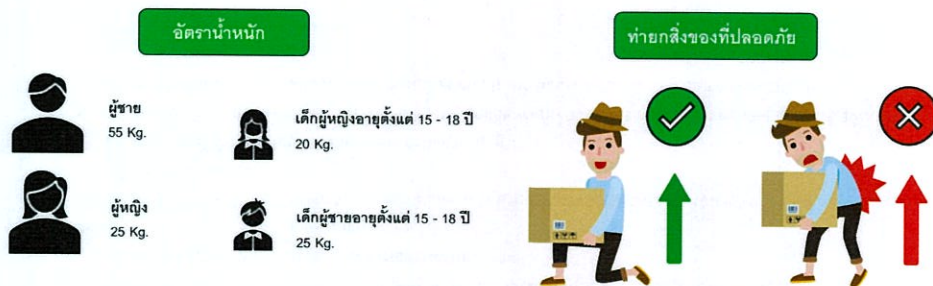 อัตราน้ำหนัก
ผู้ชาย
55 Kg.
เด็กผู้หญิงอายุตั้งแต่ 15 - 18 ปี
20 Kg.
ผู้หญิง
25 Kg.
เด็กผู้ชายอายุตั้งแต่ 15 - 18 ปี
25 Kg.
ท่ายกสิ่งของที่ปลอดภัย